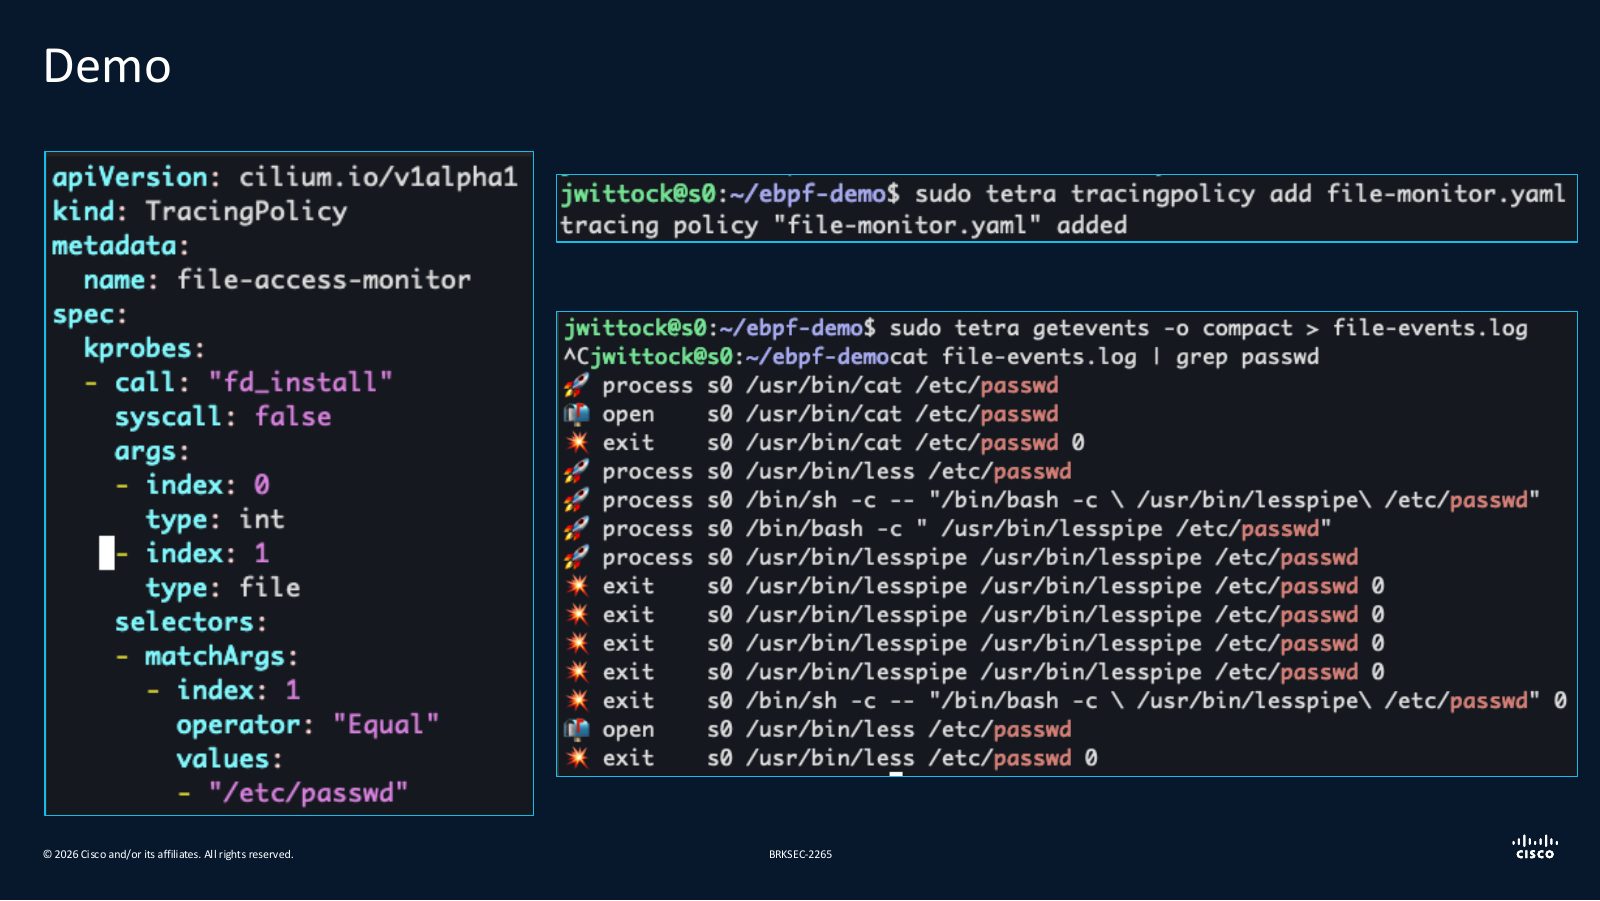 Demo
apiVersion: cilium.io/v1alpha1
kind: TracingPolicy
metadata:
  name: file-access-monitor
spec:
  kprobes:
  - call: "fd_install"
    syscall: false
    args:
    - index: 0
      type: int
    - index: 1
      type: file
    selectors:
    - matchArgs:
      - index: 1
        operator: "Equal"
        values:
        - "/etc/passwd"
jwittock@s0:~/ebpf-demo$ sudo tetra tracingpolicy add file-monitor.yaml
tracing policy "file-monitor.yaml" added
jwittock@s0:~/ebpf-demo$ sudo tetra getevents -o compact > file-events.log
^Cjwittock@s0:~/ebpf-democat file-events.log | grep passwd
🚀 process s0 /usr/bin/cat /etc/passwd
📬 open    s0 /usr/bin/cat /etc/passwd
💥 exit    s0 /usr/bin/cat /etc/passwd 0
🚀 process s0 /usr/bin/less /etc/passwd
🚀 process s0 /bin/sh -c -- "/bin/bash -c \ /usr/bin/lesspipe\ /etc/passwd"
🚀 process s0 /bin/bash -c " /usr/bin/lesspipe /etc/passwd"
🚀 process s0 /usr/bin/lesspipe /usr/bin/lesspipe /etc/passwd
💥 exit    s0 /usr/bin/lesspipe /usr/bin/lesspipe /etc/passwd 0
💥 exit    s0 /usr/bin/lesspipe /usr/bin/lesspipe /etc/passwd 0
💥 exit    s0 /usr/bin/lesspipe /usr/bin/lesspipe /etc/passwd 0
💥 exit    s0 /usr/bin/lesspipe /usr/bin/lesspipe /etc/passwd 0
💥 exit    s0 /bin/sh -c -- "/bin/bash -c \ /usr/bin/lesspipe\ /etc/passwd" 0
📬 open    s0 /usr/bin/less /etc/passwd
💥 exit    s0 /usr/bin/less /etc/passwd 0
© 2026 Cisco and/or its affiliates. All rights reserved.
BRKSEC-2265
CISCO